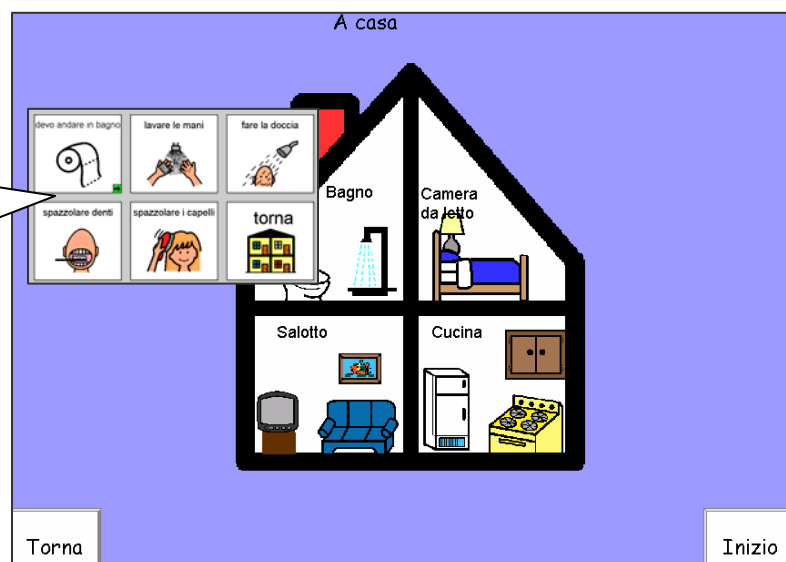 A casa
devo andare in bagno
lavare le mani
fare la doccia
spazzolare denti
spazzolare i capelli
torna
Bagno
Camera
da letto
Salotto
Cucina
Torna
Inizio